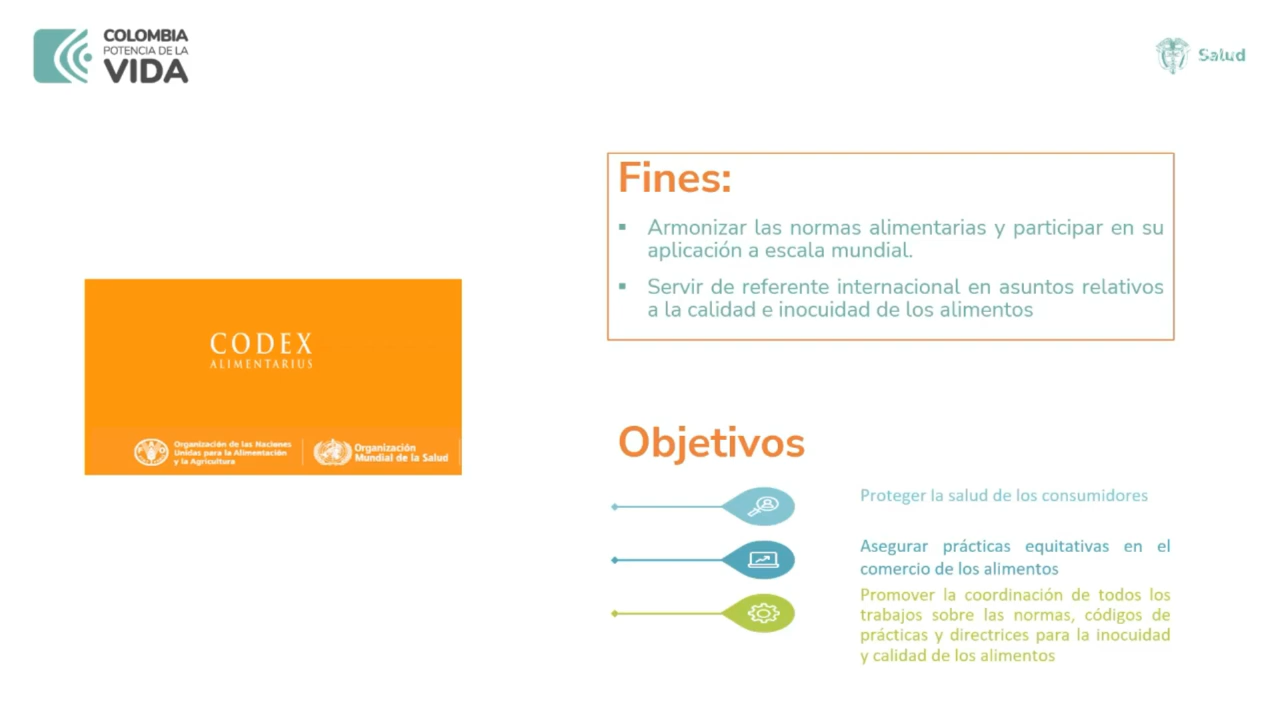 COLOMBIA
POTENCIA DE LA
VIDA
Salud
Fines:
▪ Armonizar las normas alimentarias y participar en su
aplicación a escala mundial.
▪ Servir de referente internacional en asuntos relativos
a la calidad e inocuidad de los alimentos
CODEX
ALIMENTARIUS
Organización de las Naciones
Unidas para la Alimentación
y la Agricultura
Organización
Mundial de la Salud
Objetivos
Proteger la salud de los consumidores
Asegurar prácticas equitativas en el
comercio de los alimentos
Promover la coordinación de todos los
trabajos sobre las normas, códigos de
prácticas y directrices para la inocuidad
y calidad de los alimentos